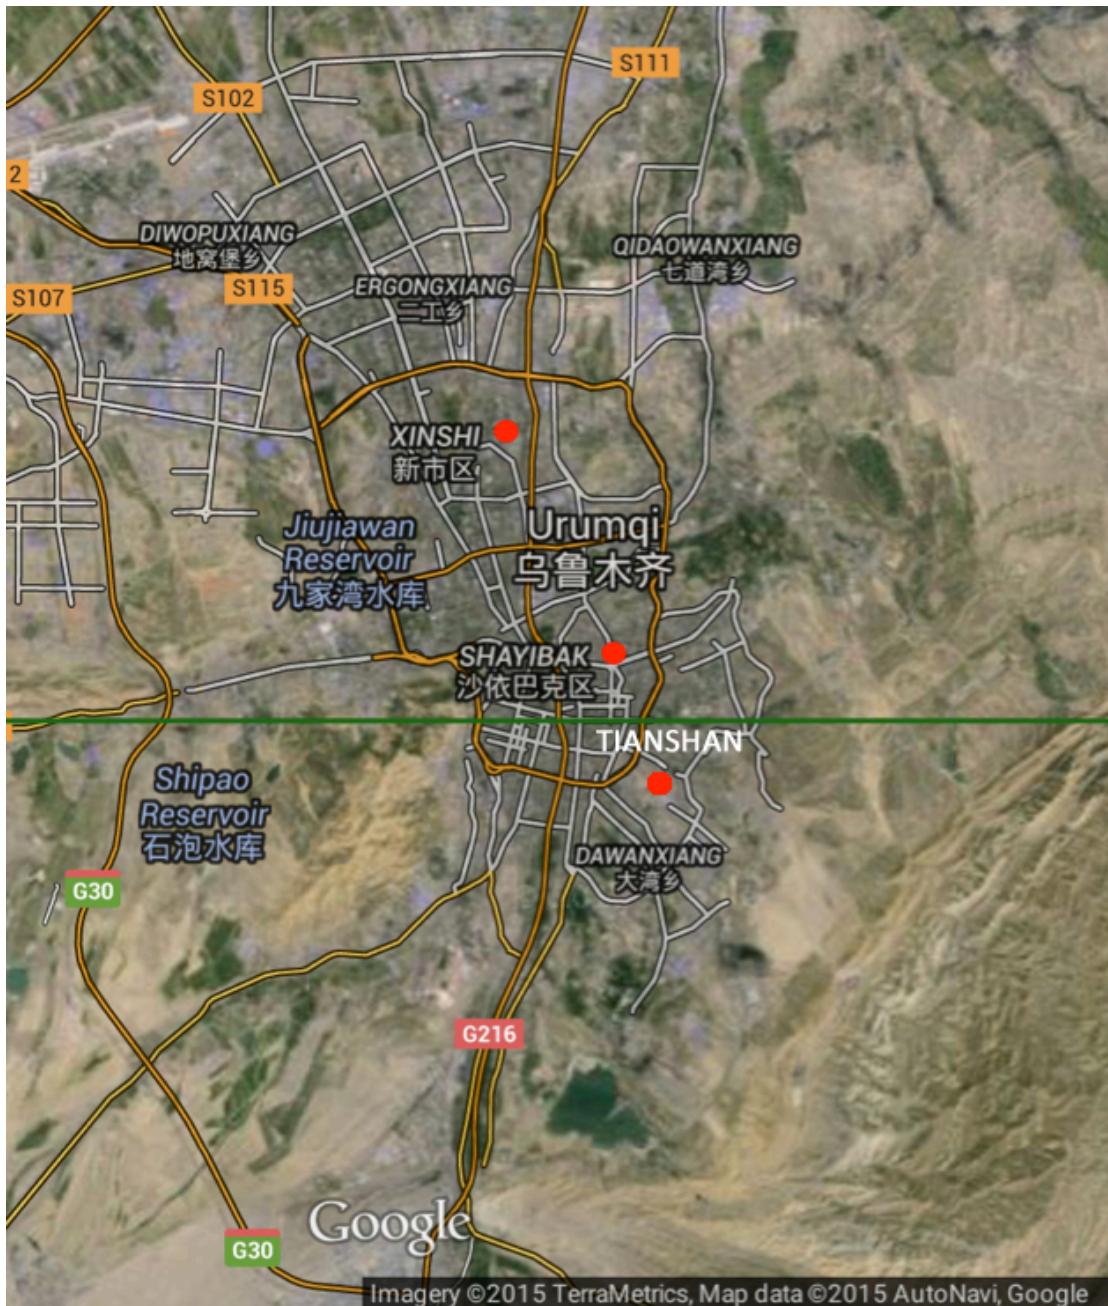 S111
S102
2
DIWOPUXIANG
地窝堡乡
QIDAOWANXIANG
七道湾乡
S107
S115
ERGONGXIANG
二工乡
XINSHI
新市区
Jiujiawan
Reservoir
九家湾水库
Urumqi
乌鲁木齐
SHAYIBAK
沙依巴克区
TIANSHAN
Shipao
Reservoir
石泡水库
DAWANXIANG
大湾乡
G30
G216
Google
G30
Imagery ©2015 TerraMetrics, Map data ©2015 AutoNavi, Google